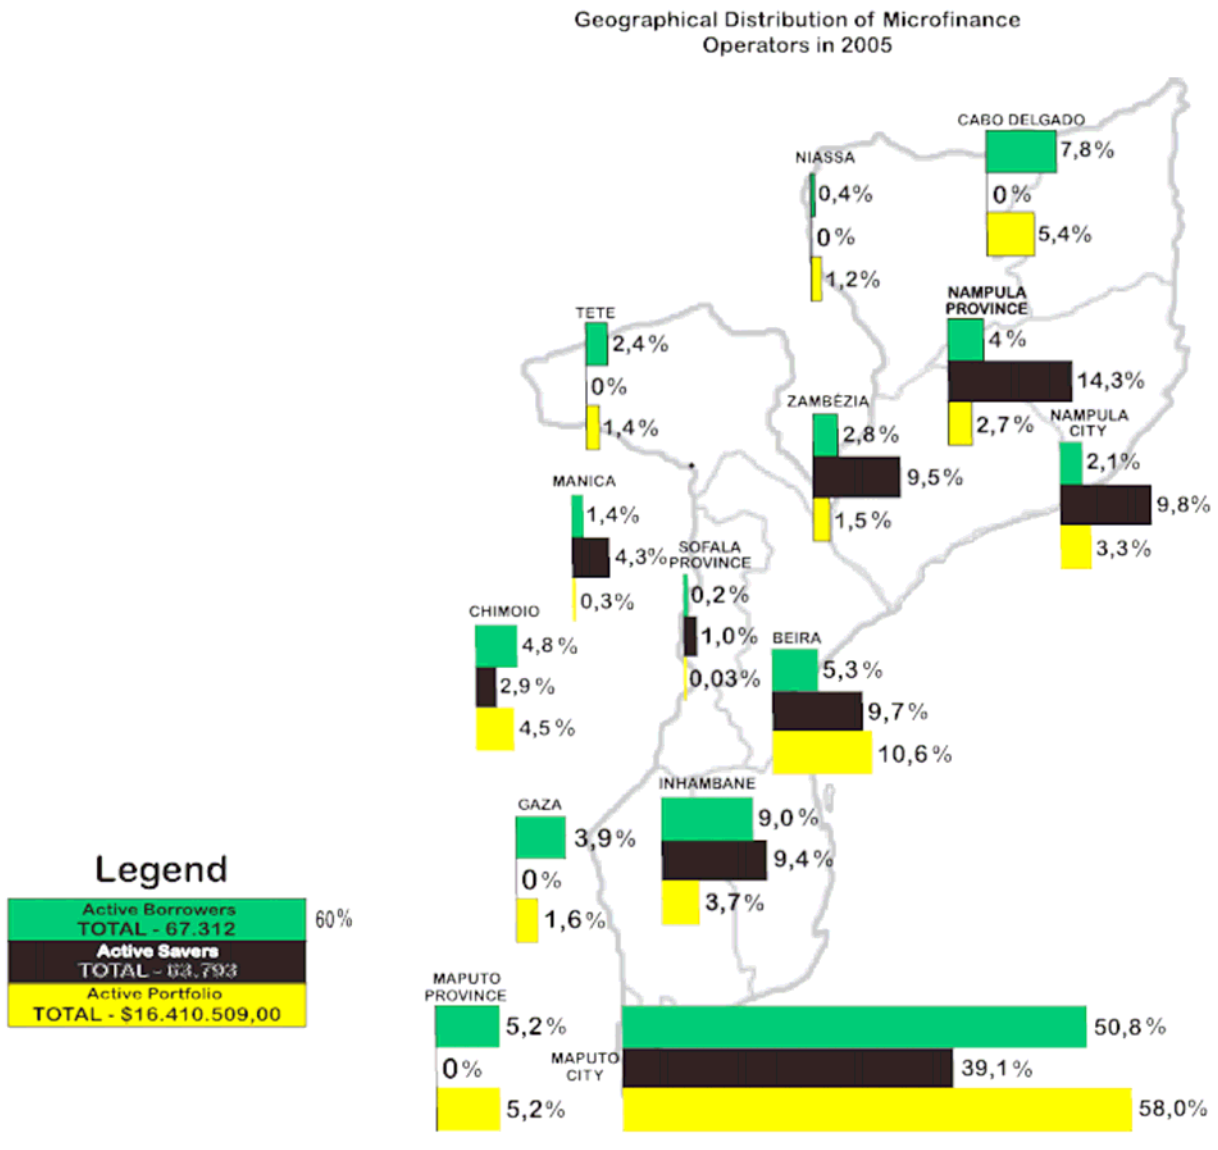 Geographical Distribution of Microfinance
Operators in 2005
CABO DELGADO
7,8%
0%
5,4%
NIASSA
0,4%
0%
1,2%
NAMPULA
PROVINCE
4%
14,3%
2,7%
TETE
2,4%
0%
1,4%
ZAMBÉZIA
2,8%
9,5%
1,5%
NAMPULA
CITY
2,1%
9,8%
3,3%
MANICA
1,4%
4,3%
0,3%
SOFALA
PROVINCE
0,2%
1,0%
0,03%
CHIMOIO
4,8%
2,9%
4,5%
BEIRA
5,3%
9,7%
10,6%
INHAMBANE
9,0%
9,4%
3,7%
GAZA
3,9%
0%
1,6%
Legend
Active Borrowers
TOTAL - 67.312
60%
Active Savers
TOTAL - 63.793
Active Portfolio
TOTAL - $16.410.509,00
MAPUTO
PROVINCE
5,2%
0%
5,2%
MAPUTO
CITY
50,8%
39,1%
58,0%